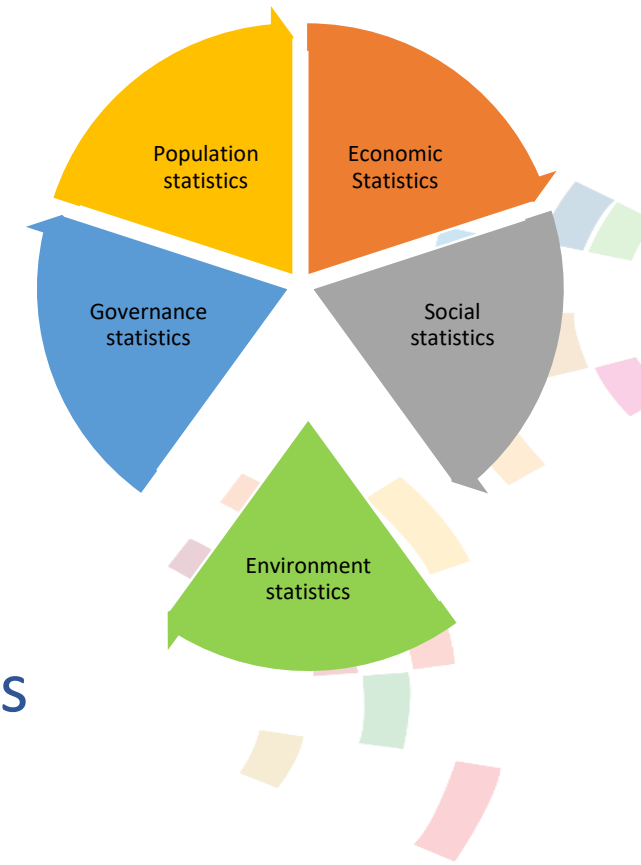 Population
statistics
Economic
Statistics
Governance
statistics
Social
statistics
Environment
statistics
s